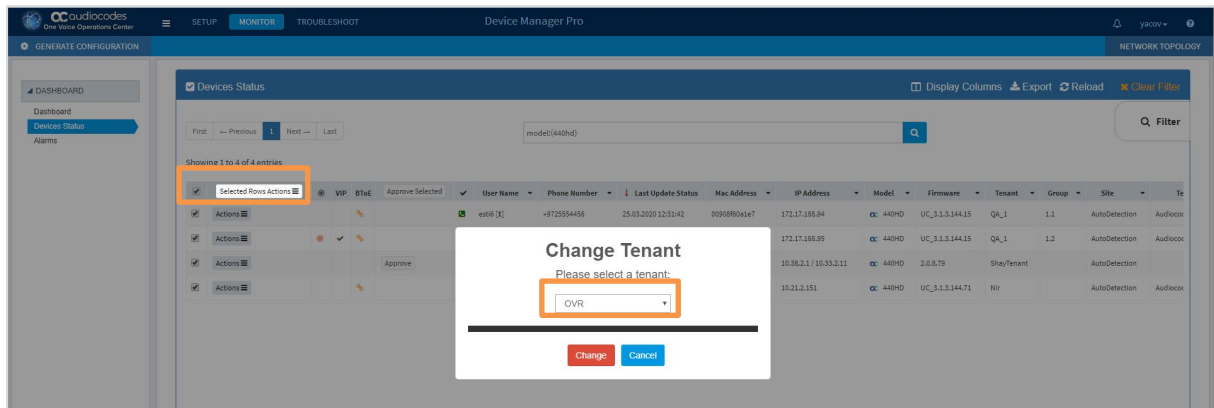 audiocodes
One Voice Operations Center
SETUP MONITOR TROUBLESHOOT
Device Manager Pro
yacov
GENERATE CONFIGURATION
NETWORK TOPOLOGY
DASHBOARD
Dashboard
Devices Status
Alarms
Devices Status
Display Columns Export Reload Clear Filter
Filter
First ← Previous 1 Next → Last
model:(440hd)
Showing 1 to 4 of 4 entries
Selected Rows Actions VIP BToE Approve Selected User Name Phone Number Last Update Status Mac Address IP Address Model Firmware Tenant Group Site Te
Actions esti6 [1] +9725554456 25.03.2020 12:31:42 00908f60a1e7 172.17.188.94 440HD UC_3.1.3.144.15 QA_1 1.1 AutoDetection Audiococ
Actions 172.17.188.95 440HD UC_3.1.3.144.15 QA_1 1.2 AutoDetection Audiococ
Actions Approve 10.38.2.1 / 10.33.2.11 440HD 2.0.8.79 ShayTenant AutoDetection
Actions 10.21.2.151 440HD UC_3.1.3.144.71 Nir AutoDetection Audiococ
Change Tenant
Please select a tenant:
OVR
Change Cancel